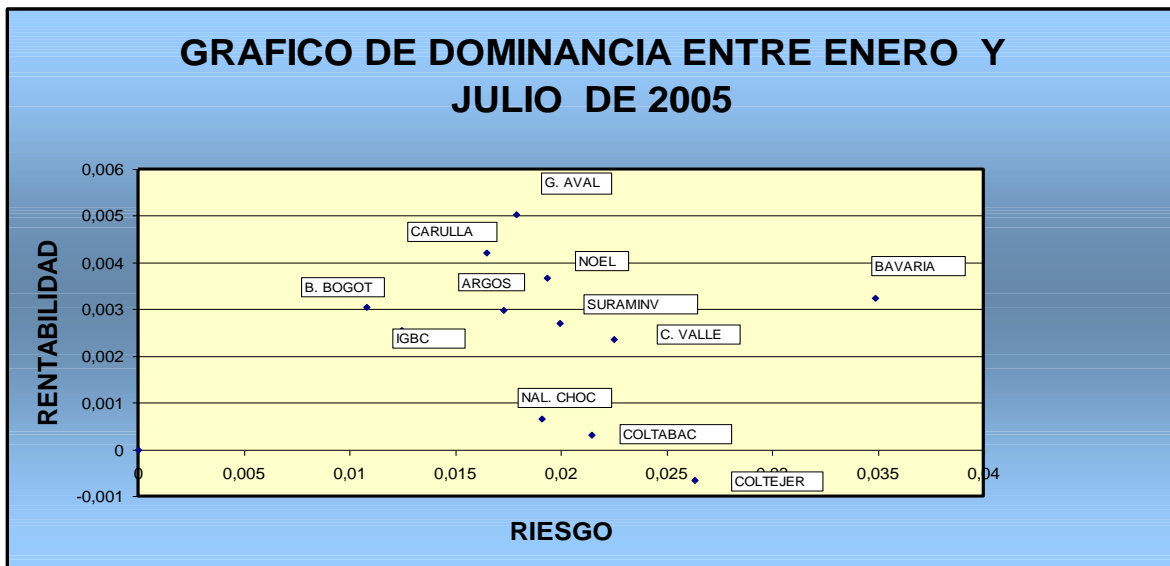 GRAFICO DE DOMINANCIA ENTRE ENERO Y
JULIO DE 2005
RENTABILIDAD
0,006
0,005
0,004
0,003
0,002
0,001
0
-0,001
G. AVAL
CARULLA
NOEL
BAVARIA
B. BOGOT
ARGOS
SURAMINV
IGBC
C. VALLE
NAL. CHOC
COLTABAC
COLTEJER
0
0,005
0,01
0,015
0,02
0,025
0,03
0,035
0,04
RIESGO